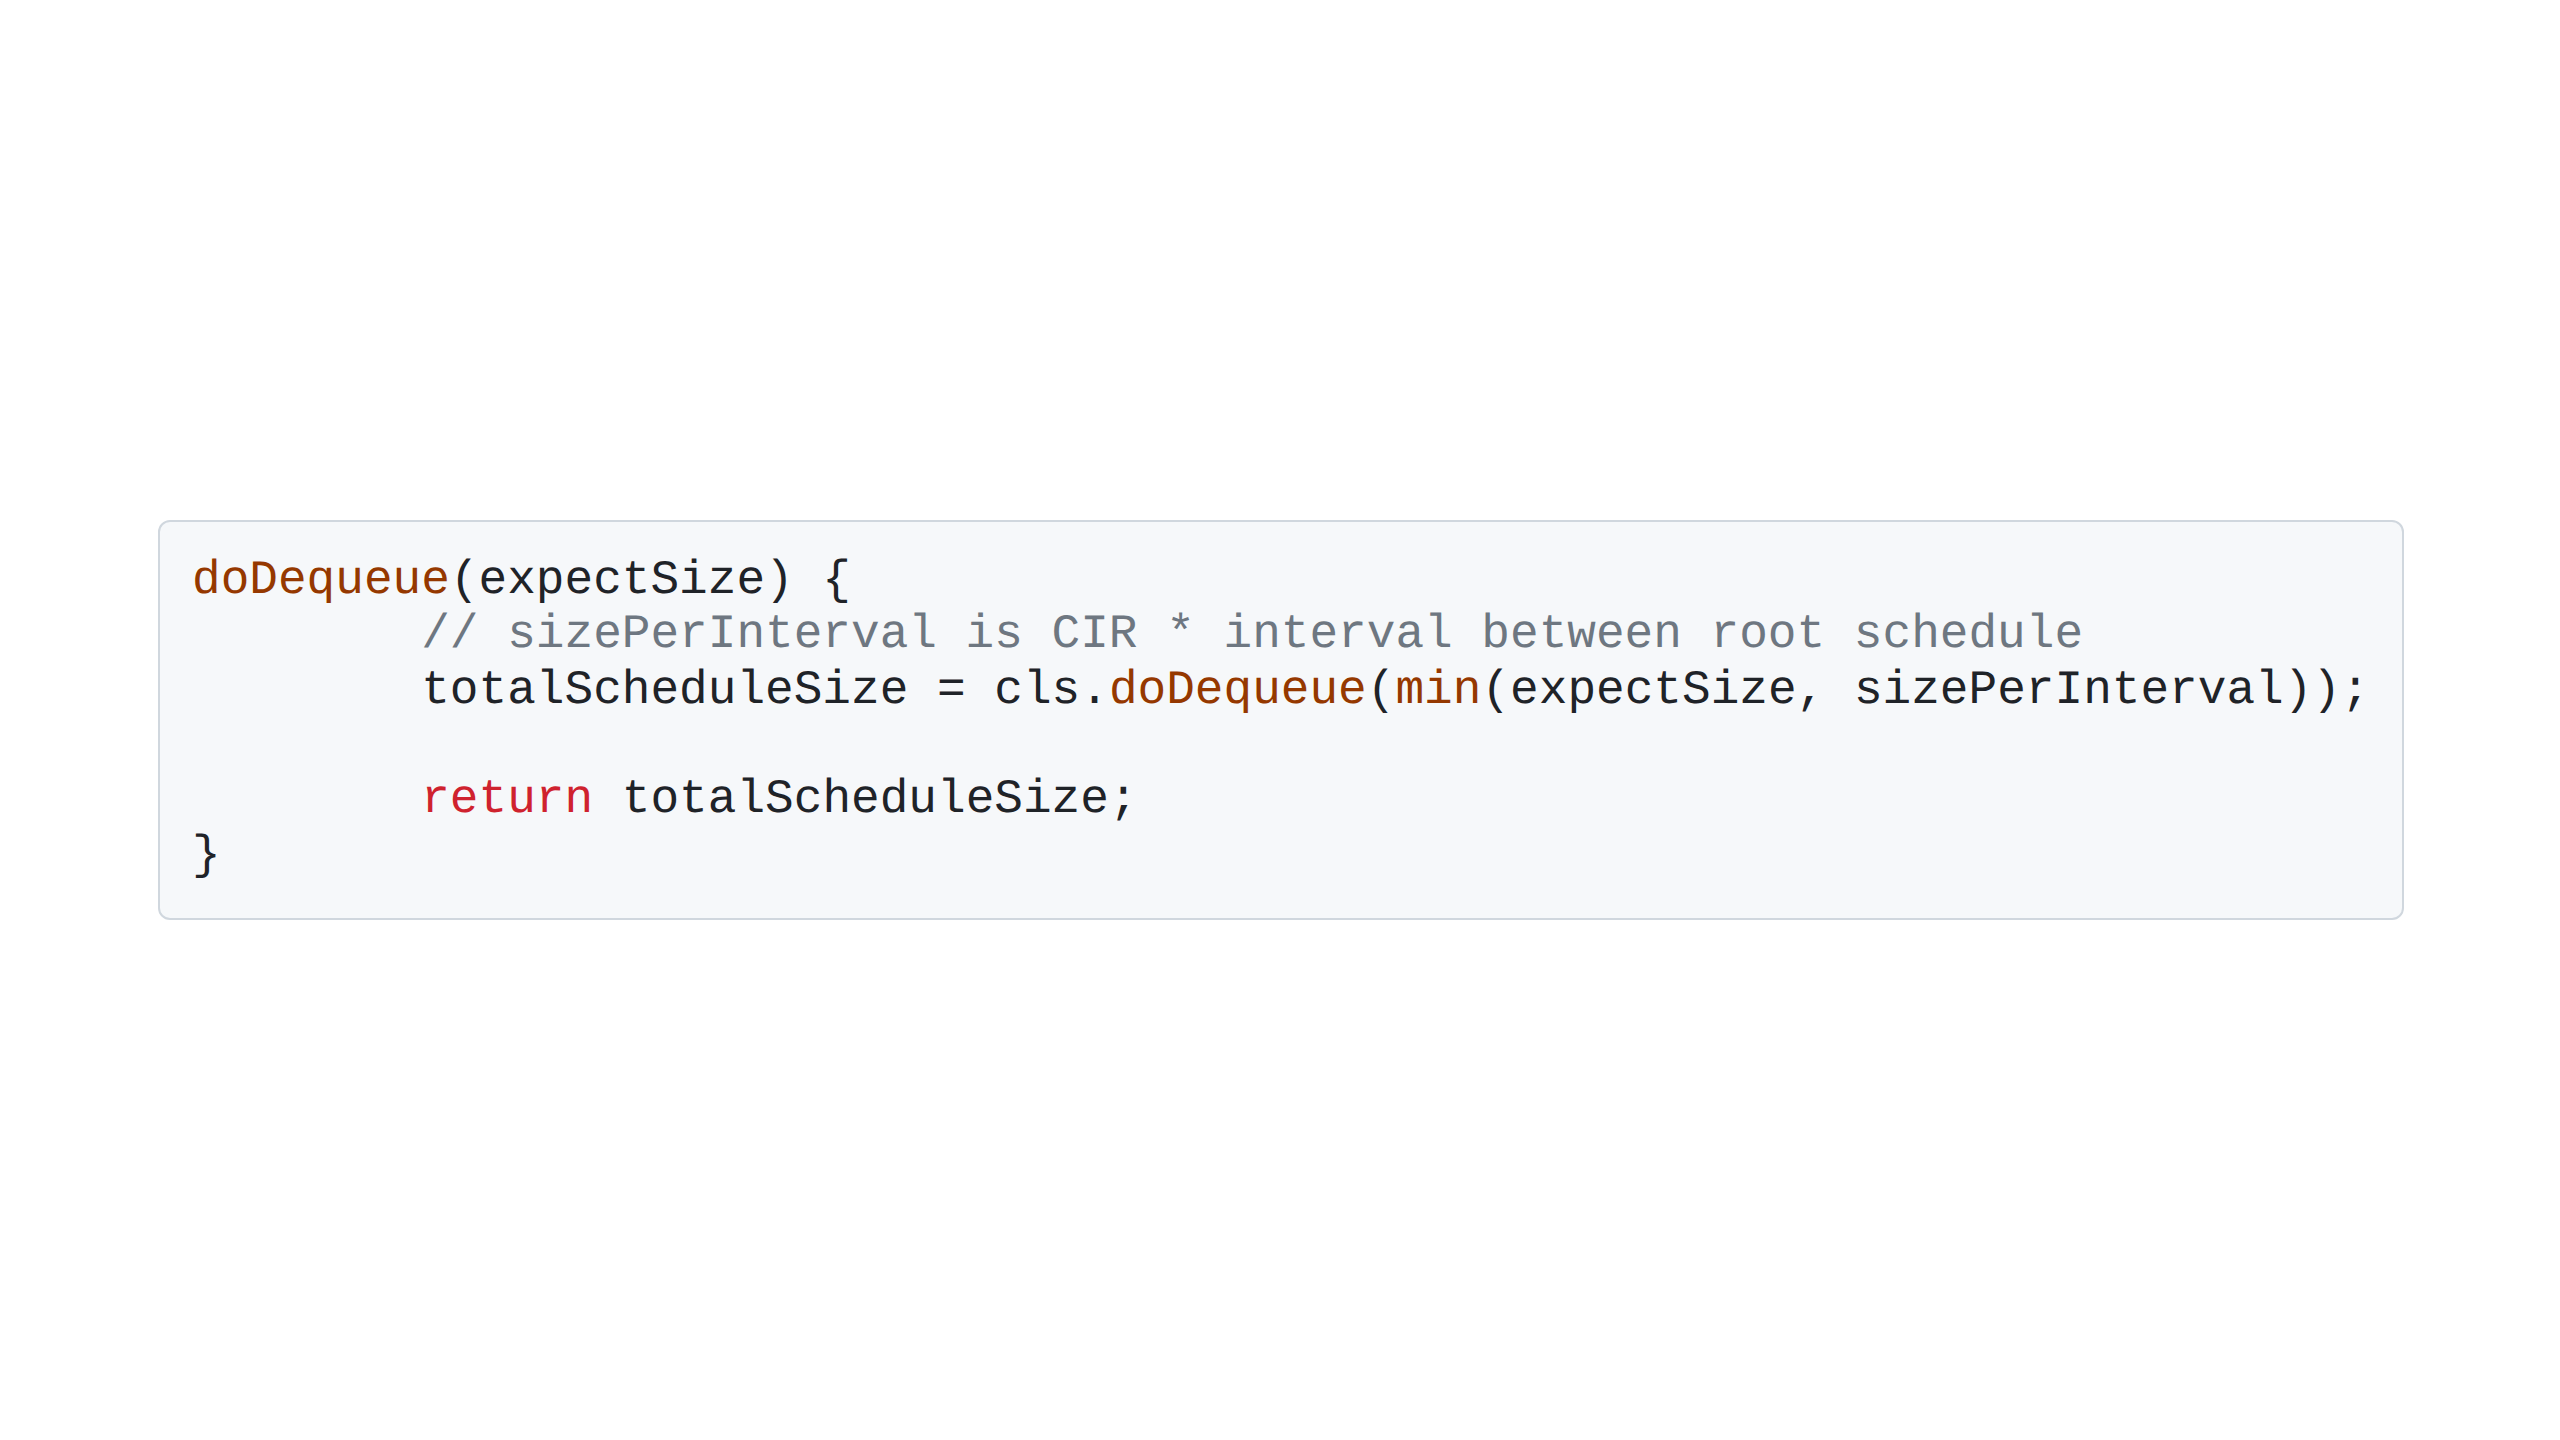 doDequeue(expectSize) {
        // sizePerInterval is CIR * interval between root schedule
        totalScheduleSize = cls.doDequeue(min(expectSize, sizePerInterval));

        return totalScheduleSize;
}